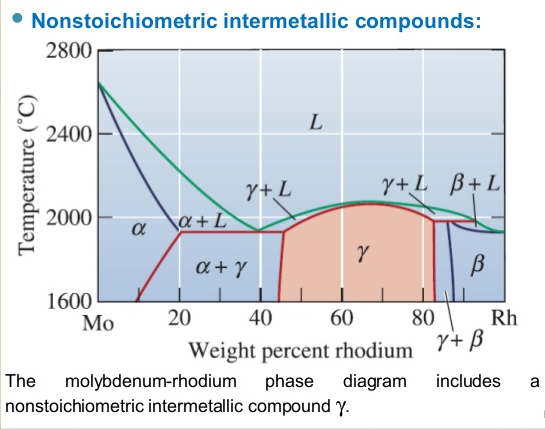 • Nonstoichiometric intermetallic compounds:
2800
2400
2000
1600
Temperature (°C)
L
γ + L
γ + L
β + L
α
α + L
α + γ
γ
β
Mo
20
40
60
80
Rh
γ + β
Weight percent rhodium
The molybdenum-rhodium phase diagram includes a
nonstoichiometric intermetallic compound γ.